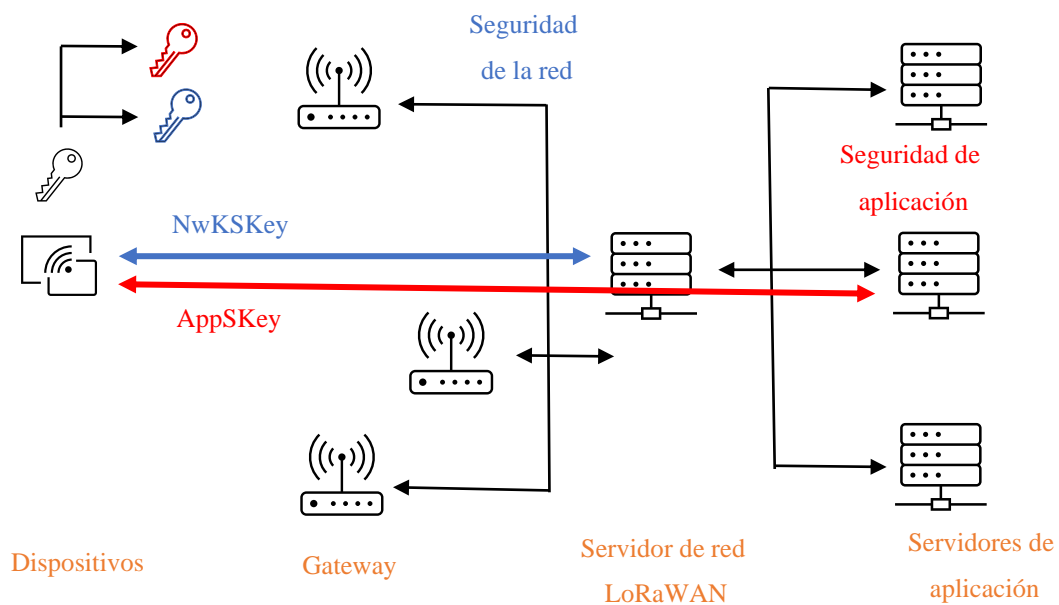 Seguridad
de la red
Seguridad de
aplicación
NwKSKey
AppSKey
Dispositivos
Gateway
Servidor de red
LoRaWAN
Servidores de
aplicación